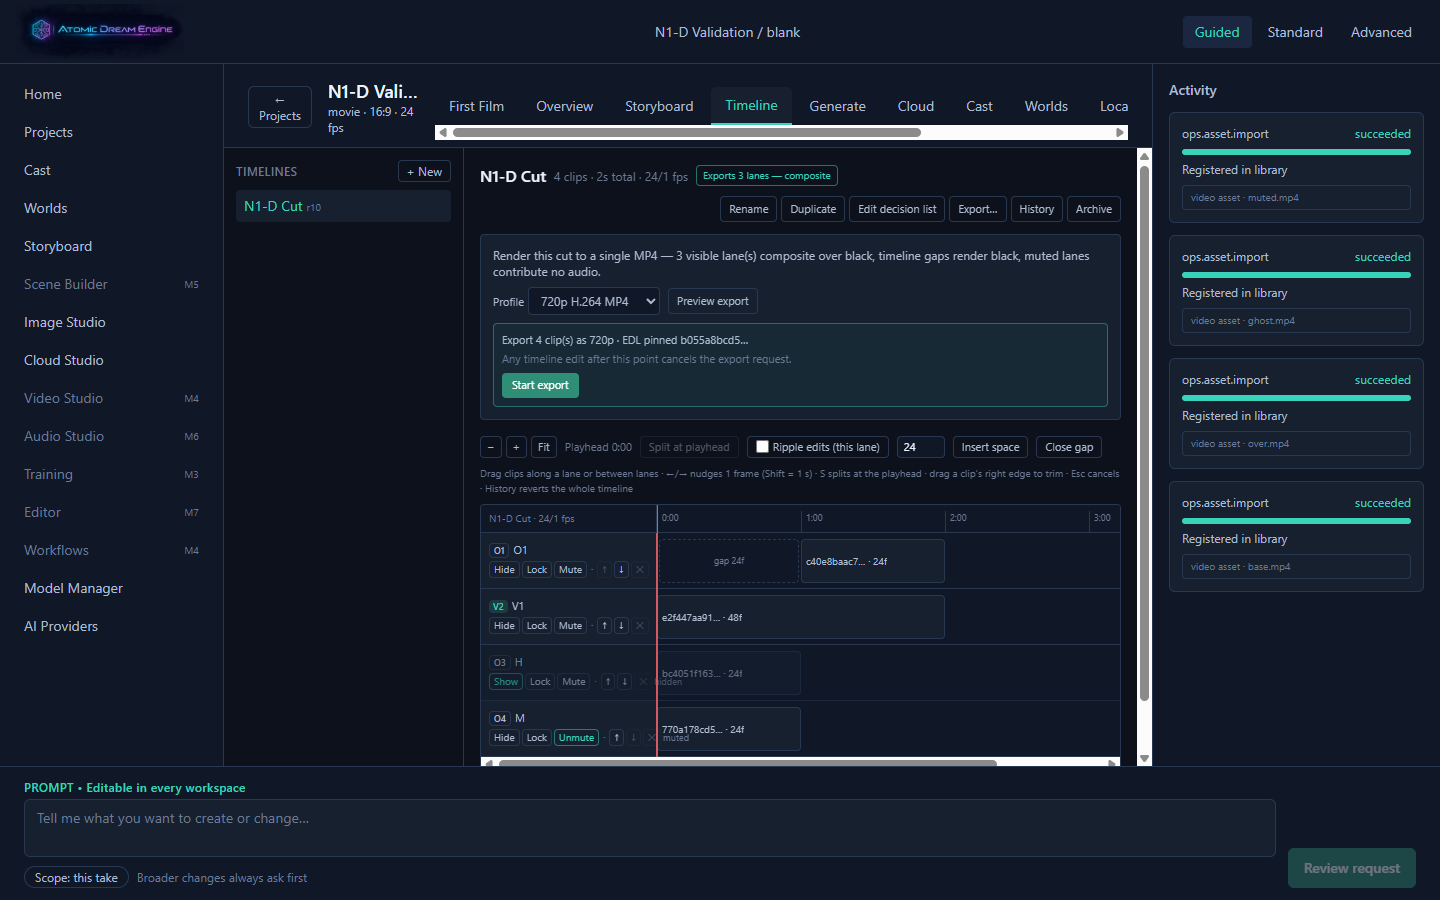 ATOMIC DREAM ENGINE
N1-D Validation / blank
Guided
Standard
Advanced
Home
Projects
Cast
Worlds
Storyboard
Scene Builder M5
Image Studio
Cloud Studio
Video Studio M4
Audio Studio M6
Training M3
Editor M7
Workflows M4
Model Manager
AI Providers
←
Projects
N1-D Vali...
movie · 16:9 · 24
fps
First Film
Overview
Storyboard
Timeline
Generate
Cloud
Cast
Worlds
Loca
TIMELINES
+ New
N1-D Cut r10
N1-D Cut 4 clips · 2s total · 24/1 fps Exports 3 lanes — composite
Rename
Duplicate
Edit decision list
Export...
History
Archive
Render this cut to a single MP4 — 3 visible lane(s) composite over black, timeline gaps render black, muted lanes
contribute no audio.
Profile 720p H.264 MP4 Preview export
Export 4 clip(s) as 720p · EDL pinned b055a8bcd5...
Any timeline edit after this point cancels the export request.
Start export
− + Fit Playhead 0:00 Split at playhead Ripple edits (this lane) 24 Insert space Close gap
Drag clips along a lane or between lanes · ←/→ nudges 1 frame (Shift = 1 s) · S splits at the playhead · drag a clip's right edge to trim · Esc cancels
· History reverts the whole timeline
N1-D Cut · 24/1 fps 0:00 1:00 2:00 3:00
O1 O1
Hide Lock Mute · ↑ ↓ ×
gap 24f
c40e8baac7... · 24f
V2 V1
Hide Lock Mute · ↑ ↓ ×
e2f447aa91... · 48f
O3 H
Show Lock Mute · ↑ ↓ × hidden
bc4051f163... · 24f
O4 M
Hide Lock Unmute · ↑ ↓ × muted
770a178cd5... · 24f
Activity
ops.asset.import succeeded
Registered in library
video asset · muted.mp4
ops.asset.import succeeded
Registered in library
video asset · ghost.mp4
ops.asset.import succeeded
Registered in library
video asset · over.mp4
ops.asset.import succeeded
Registered in library
video asset · base.mp4
PROMPT • Editable in every workspace
Tell me what you want to create or change...
Scope: this take Broader changes always ask first
Review request